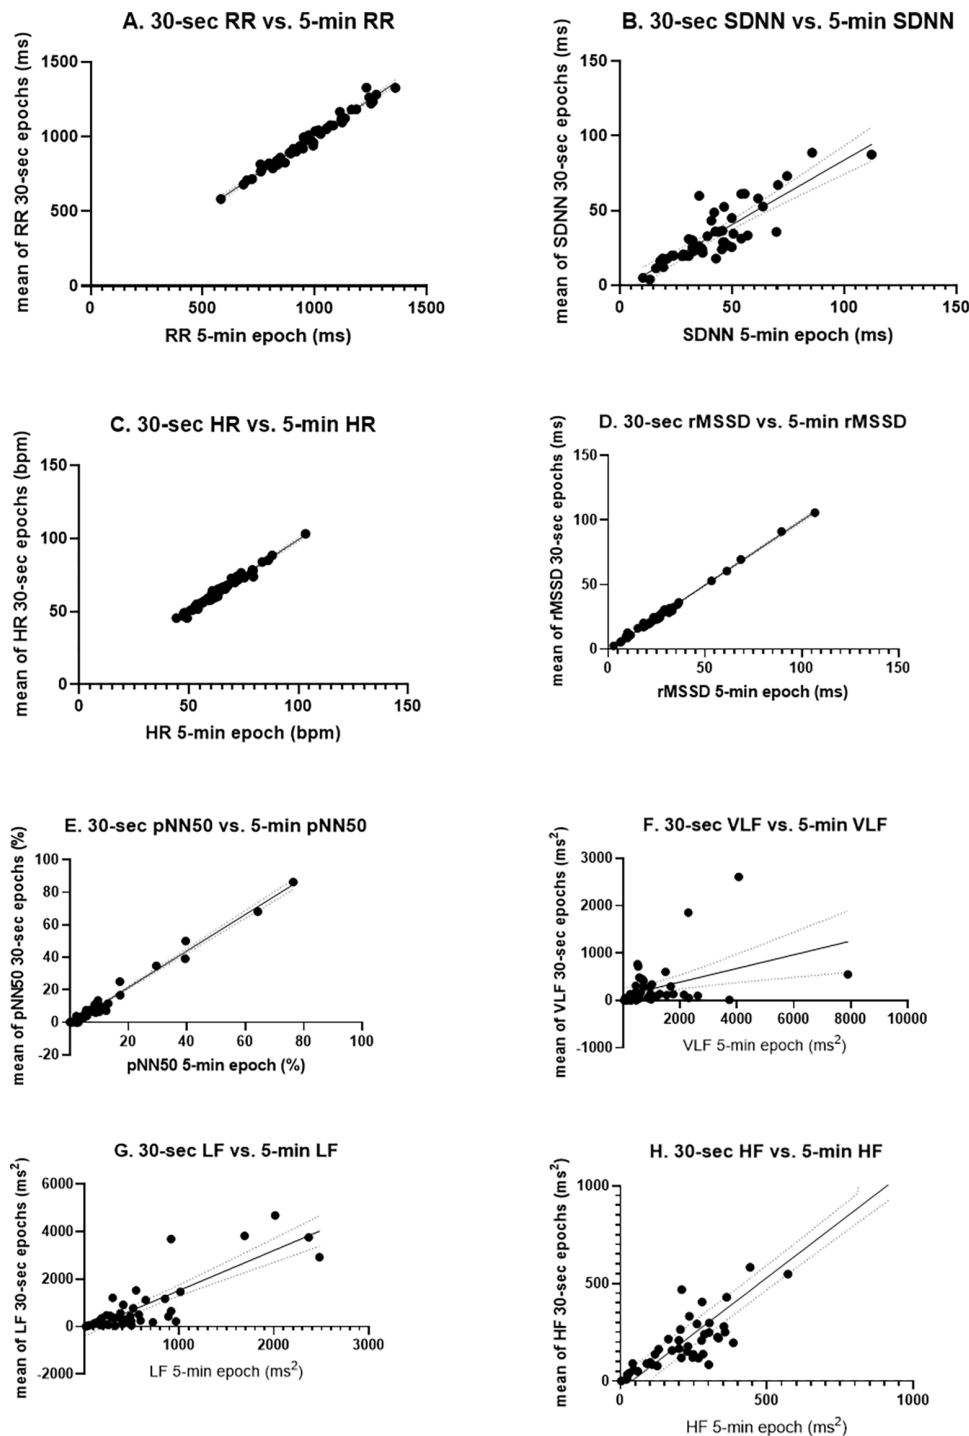 A. 30-sec RR vs. 5-min RR
mean of RR 30-sec epochs (ms)
1500
1000
500
0
0 500 1000 1500
RR 5-min epoch (ms)
B. 30-sec SDNN vs. 5-min SDNN
mean of SDNN 30-sec epochs (ms)
150
100
50
0
0 50 100 150
SDNN 5-min epoch (ms)
C. 30-sec HR vs. 5-min HR
mean of HR 30-sec epochs (bpm)
150
100
50
0
0 50 100 150
HR 5-min epoch (bpm)
D. 30-sec rMSSD vs. 5-min rMSSD
mean of rMSSD 30-sec epochs (ms)
150
100
50
0
0 50 100 150
rMSSD 5-min epoch (ms)
E. 30-sec pNN50 vs. 5-min pNN50
mean of pNN50 30-sec epochs (%)
100
80
60
40
20
0
-20
20 40 60 80 100
pNN50 5-min epoch (%)
F. 30-sec VLF vs. 5-min VLF
mean of VLF 30-sec epochs (ms²)
3000
2000
1000
0
-1000
2000 4000 6000 8000 10000
VLF 5-min epoch (ms²)
G. 30-sec LF vs. 5-min LF
mean of LF 30-sec epochs (ms²)
6000
4000
2000
0
-2000
1000 2000 3000
LF 5-min epoch (ms²)
H. 30-sec HF vs. 5-min HF
mean of HF 30-sec epochs (ms²)
1000
500
0
0 500 1000
HF 5-min epoch (ms²)